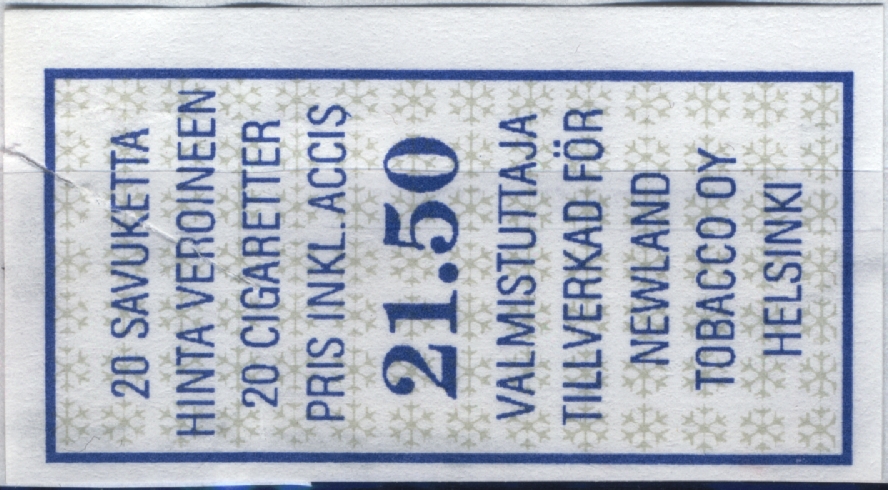 20 SAVUKETTA
HINTA VEROINEEN
20 CIGARETTER
PRIS INKL. ACCIS
21.50
VALMISTUTTAJA
TILLVERKAD FÖR
NEWLAND
TOBACCO OY
HELSINKI